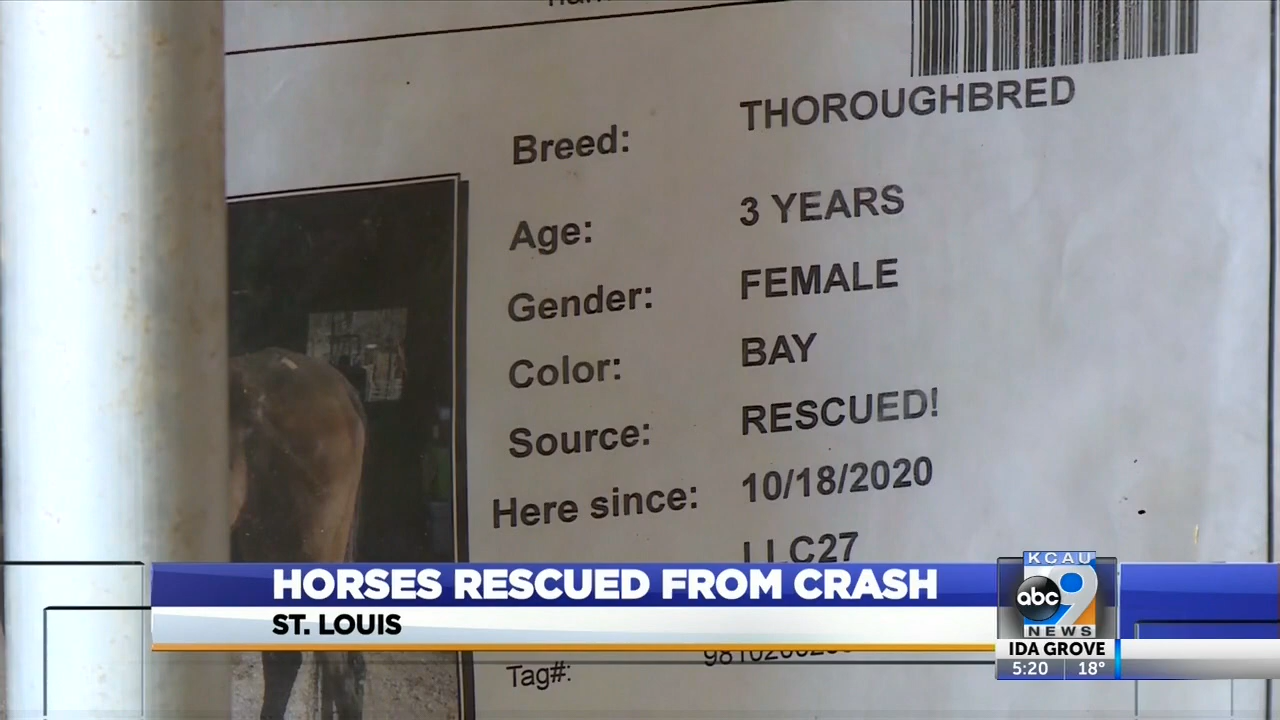 Breed: THOROUGHBRED
Age: 3 YEARS
Gender: FEMALE
Color: BAY
Source: RESCUED!
Here since: 10/18/2020
LLC27
HORSES RESCUED FROM CRASH
ST. LOUIS
KCAU
abc 9
NEWS
IDA GROVE
5:20 18°
Tag#: